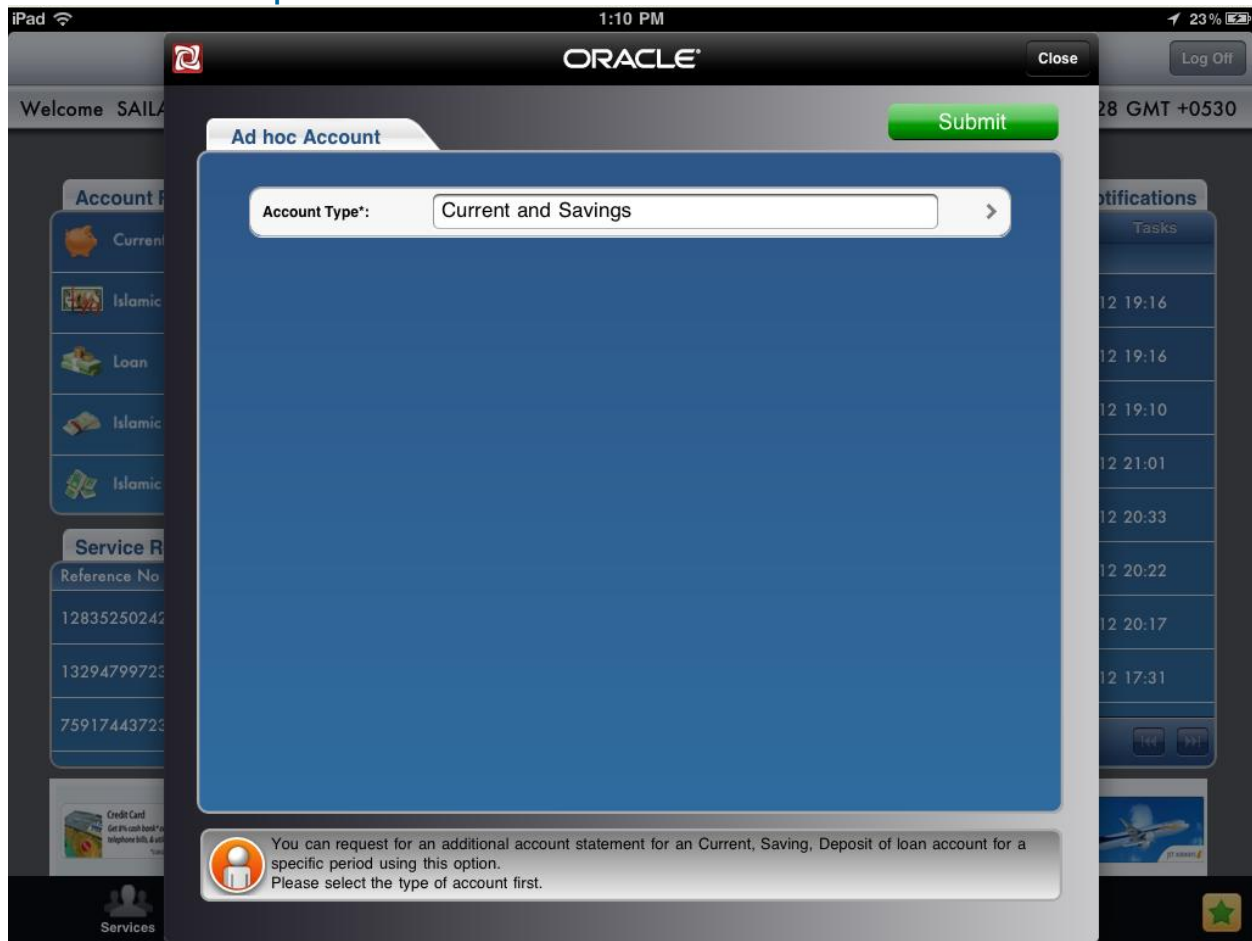 iPad 1:10 PM 23%
ORACLE Close Log Off
Welcome SAILA 28 GMT +0530
Ad hoc Account Submit
Account Type*: Current and Savings
Account otifications
Current Tasks
Islamic 12 19:16
Loan 12 19:16
Islamic 12 19:10
Islamic 12 21:01
12 20:33
Service R
Reference No 12 20:22
12835250242 12 20:17
13294799723 12 17:31
75917443723
Credit Card
You can request for an additional account statement for an Current, Saving, Deposit of loan account for a
specific period using this option.
Please select the type of account first.
Services